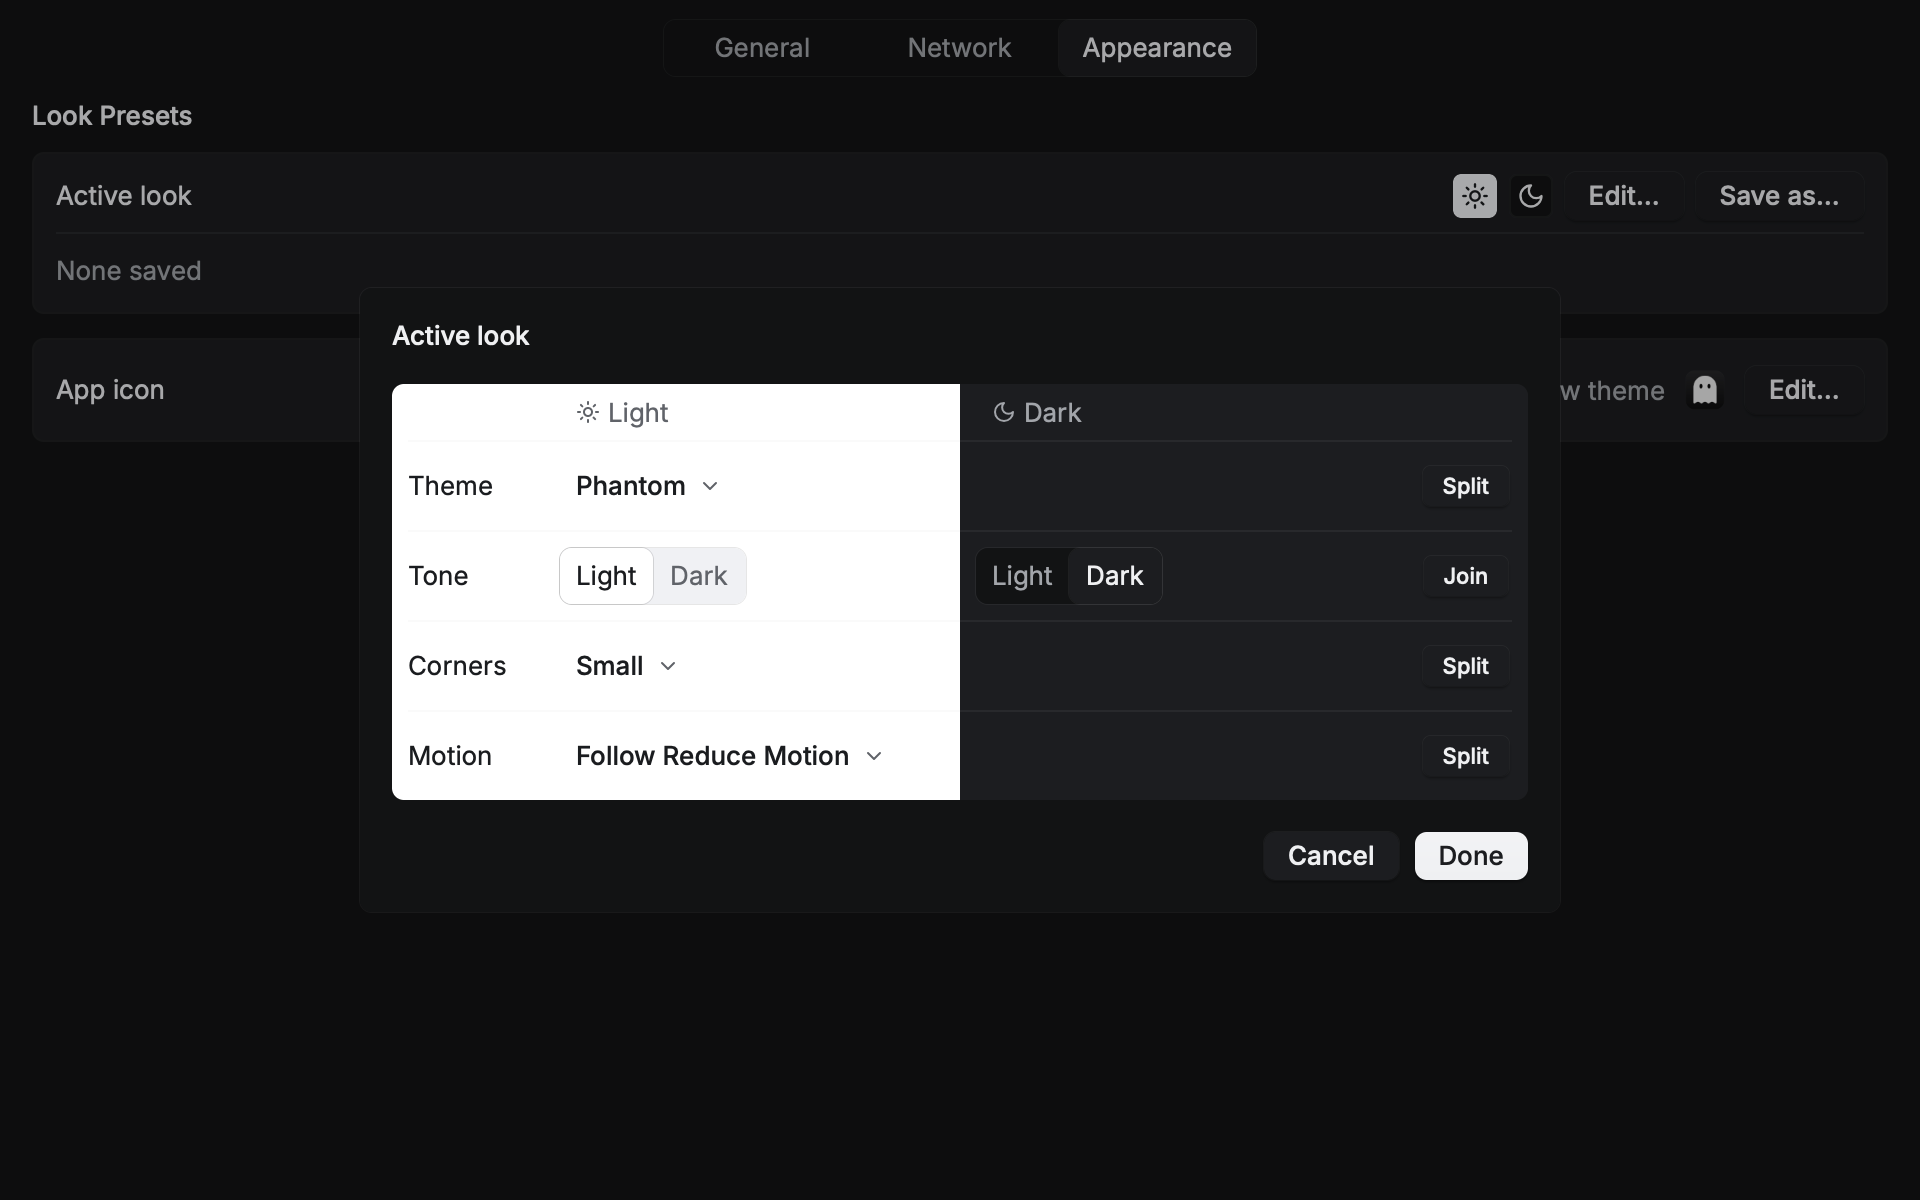 General Network Appearance
Look Presets
Active look Edit... Save as...
None saved
App icon w theme Edit...
Active look
Light Dark
Theme Phantom Split
Tone Light Dark Light Dark Join
Corners Small Split
Motion Follow Reduce Motion Split
Cancel Done